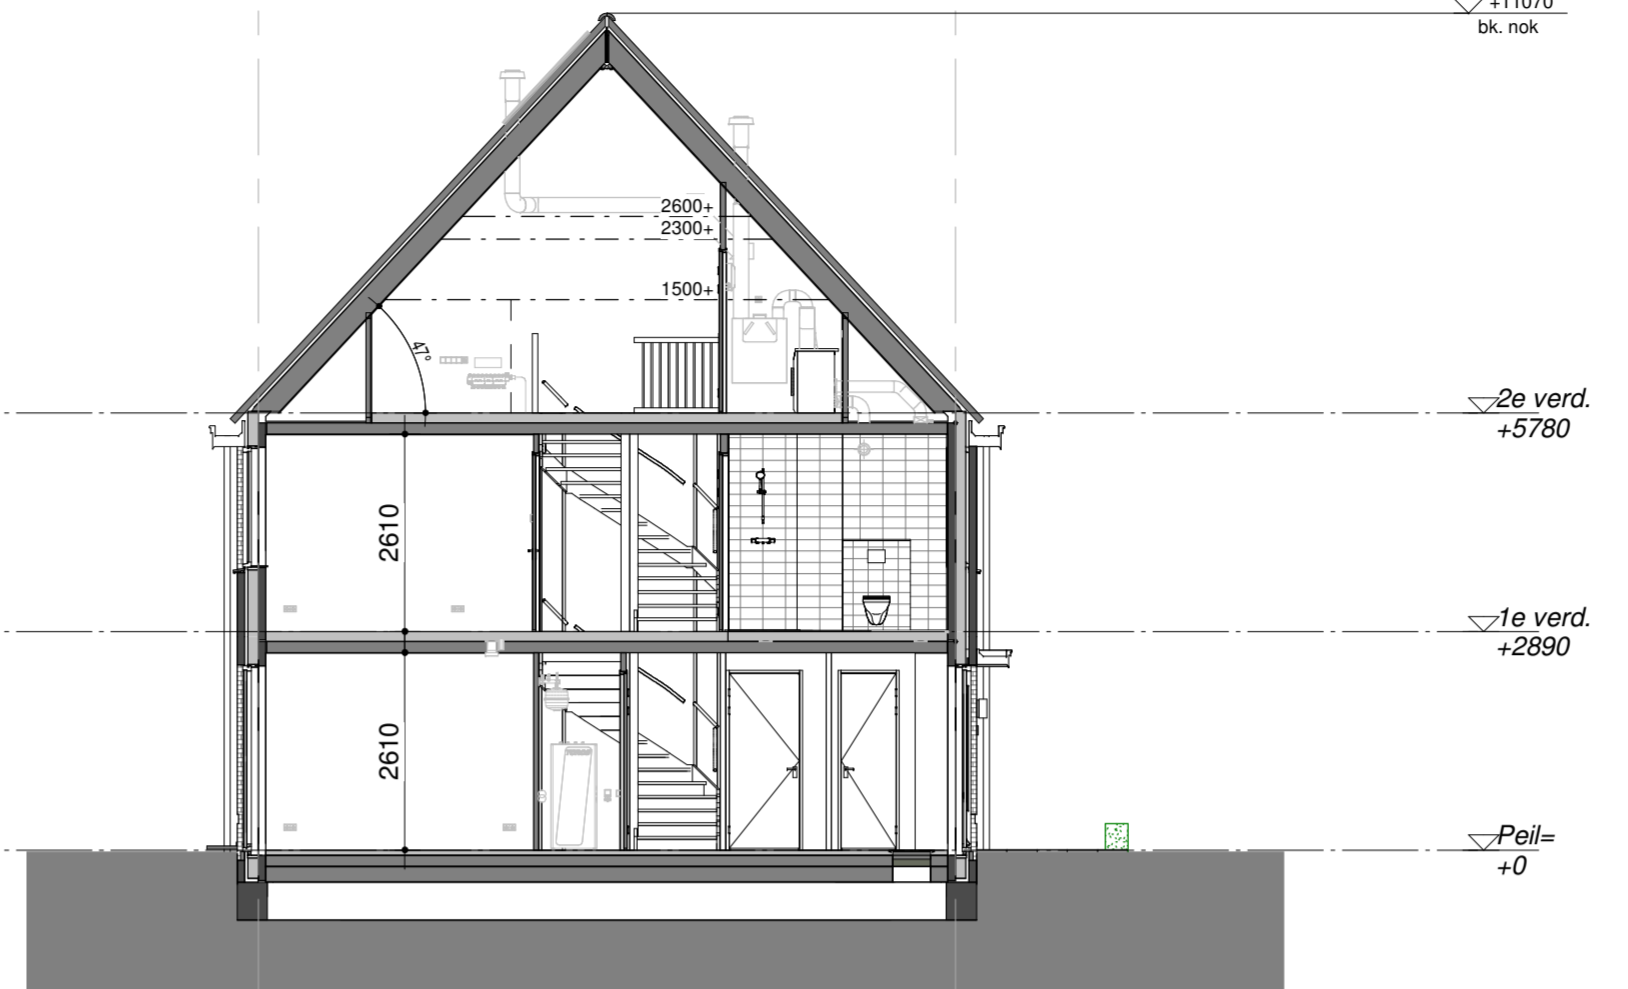 +11070
bk. nok
2600+
2300+
1500+
47°
2e verd.
+5780
2610
1e verd.
+2890
2610
Peil=
+0